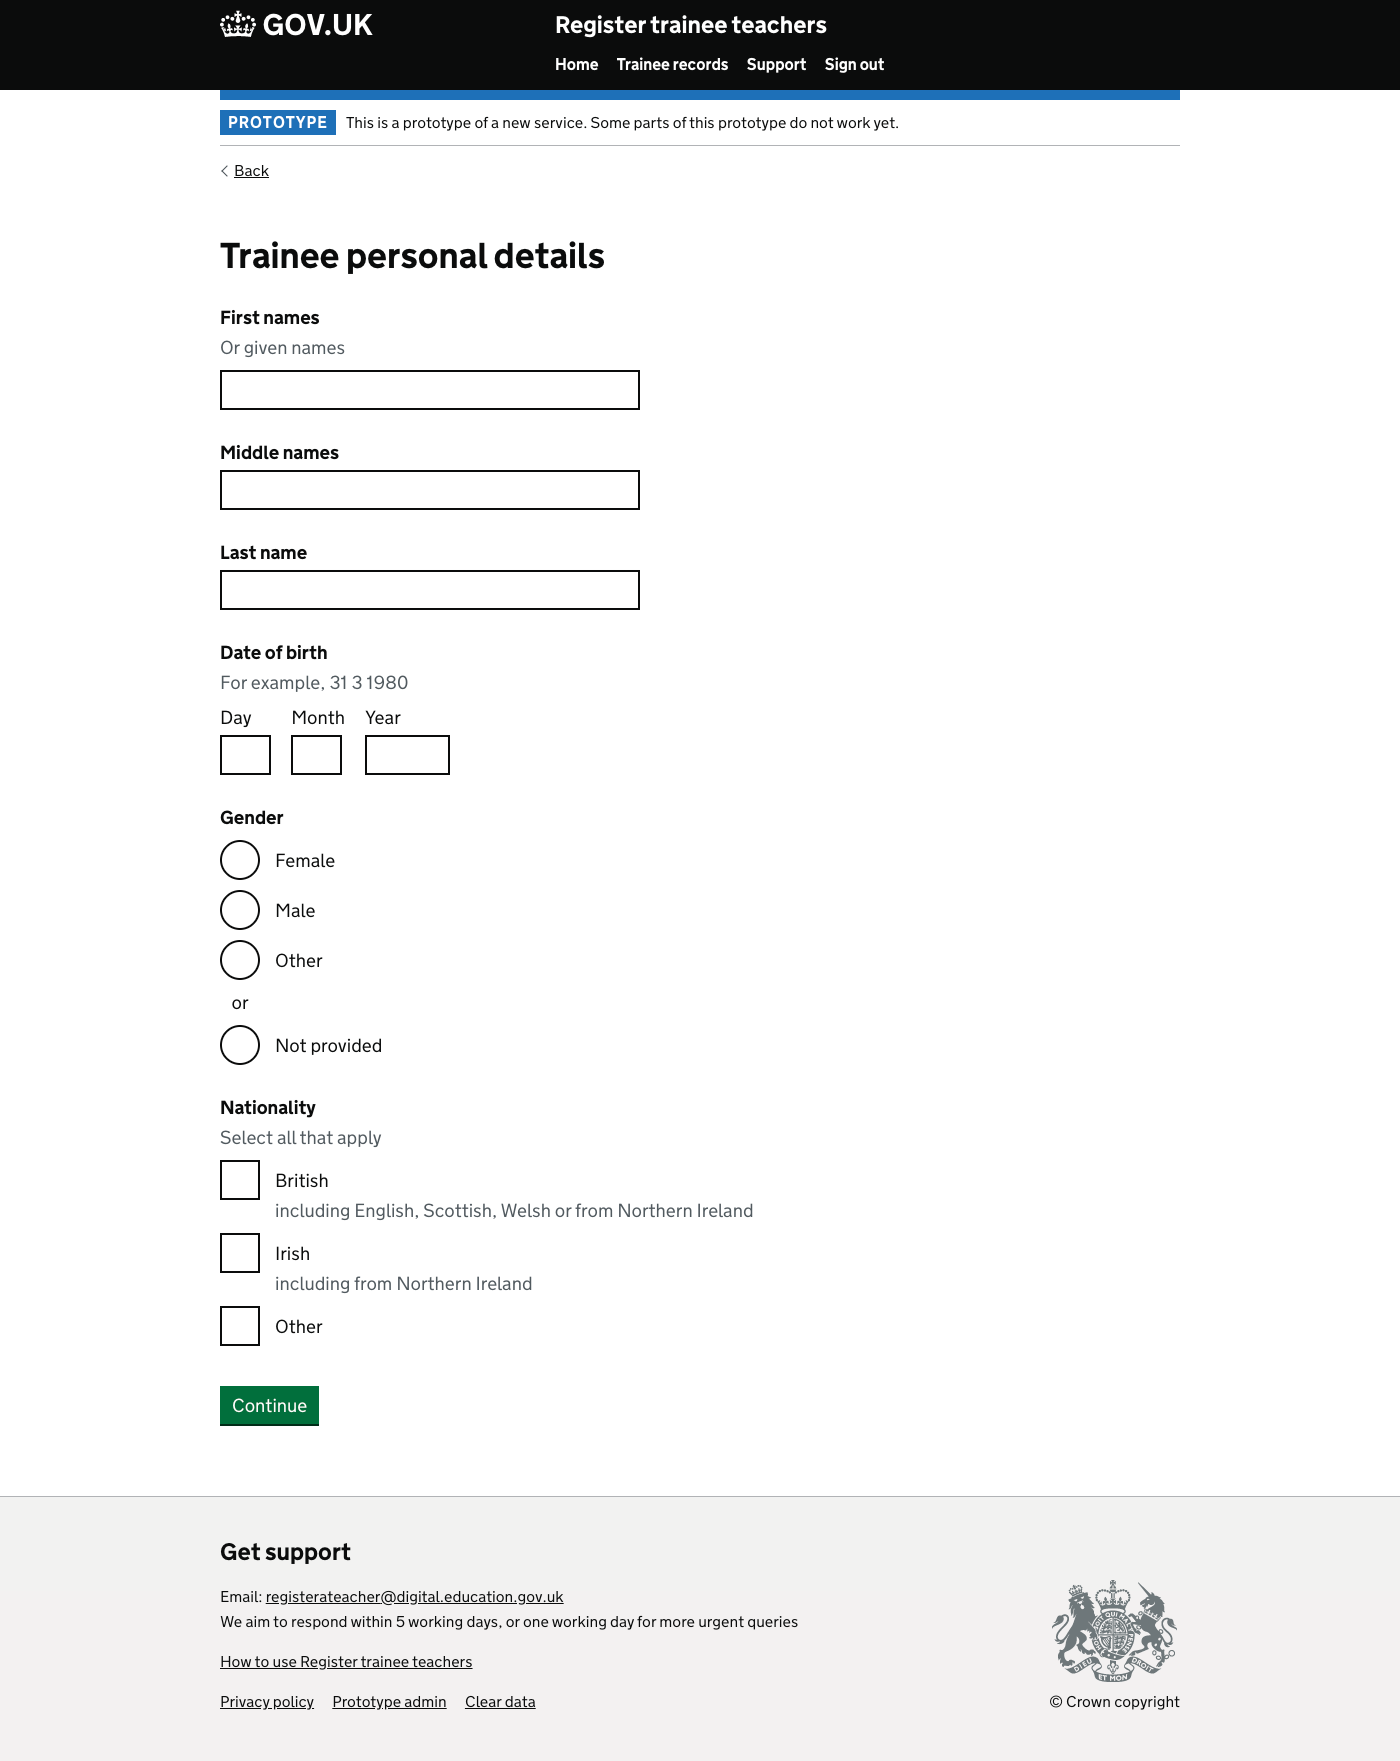 GOV.UK
Register trainee teachers
Home Trainee records Support Sign out
PROTOTYPE This is a prototype of a new service. Some parts of this prototype do not work yet.
Back
Trainee personal details
First names
Or given names
Middle names
Last name
Date of birth
For example, 31 3 1980
Day Month Year
Gender
Female
Male
Other
or
Not provided
Nationality
Select all that apply
British
including English, Scottish, Welsh or from Northern Ireland
Irish
including from Northern Ireland
Other
Continue
Get support
Email: registerateacher@digital.education.gov.uk
We aim to respond within 5 working days, or one working day for more urgent queries
How to use Register trainee teachers
Privacy policy Prototype admin Clear data
DIEU ET MON DROIT
© Crown copyright